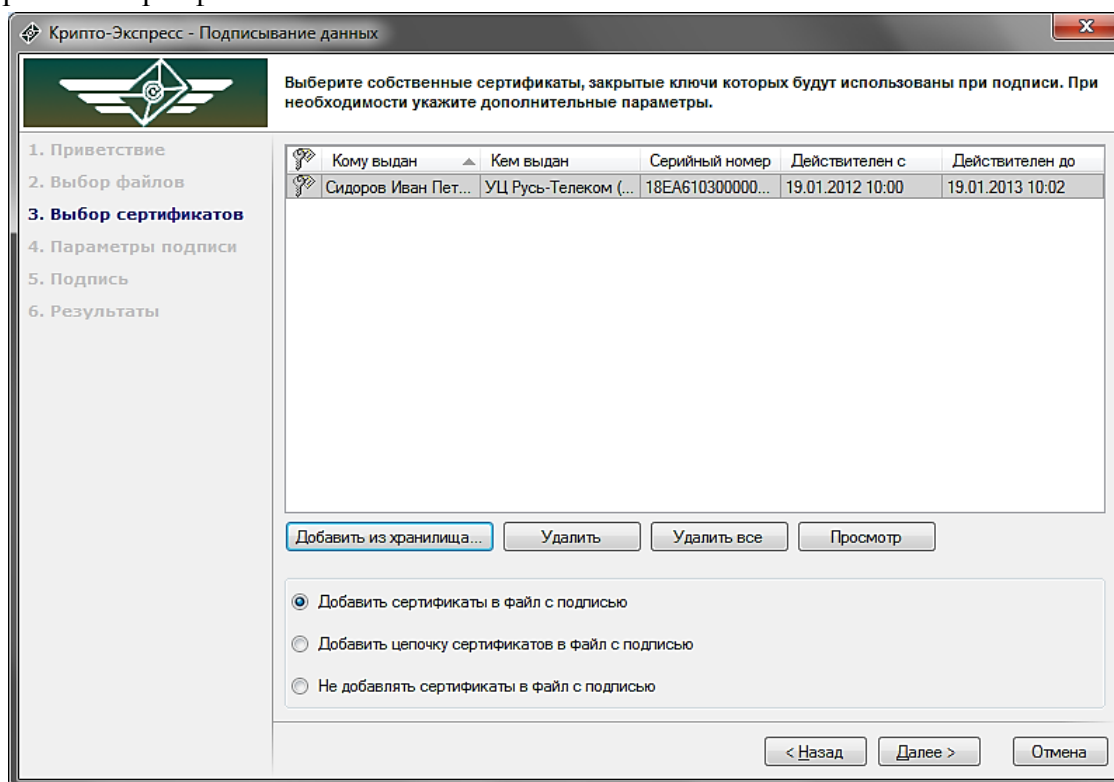 Крипто-Экспресс - Подписывание данных
Выберите собственные сертификаты, закрытые ключи которых будут использованы при подписи. При
необходимости укажите дополнительные параметры.
1. Приветствие
2. Выбор файлов
3. Выбор сертификатов
4. Параметры подписи
5. Подпись
6. Результаты
Кому выдан Кем выдан Серийный номер Действителен с Действителен до
Сидоров Иван Пет... УЦ Русь-Телеком (... 18EA610300000... 19.01.2012 10:00 19.01.2013 10:02
Добавить из хранилища... Удалить Удалить все Просмотр
Добавить сертификаты в файл с подписью
Добавить цепочку сертификатов в файл с подписью
Не добавлять сертификаты в файл с подписью
< Назад Далее > Отмена